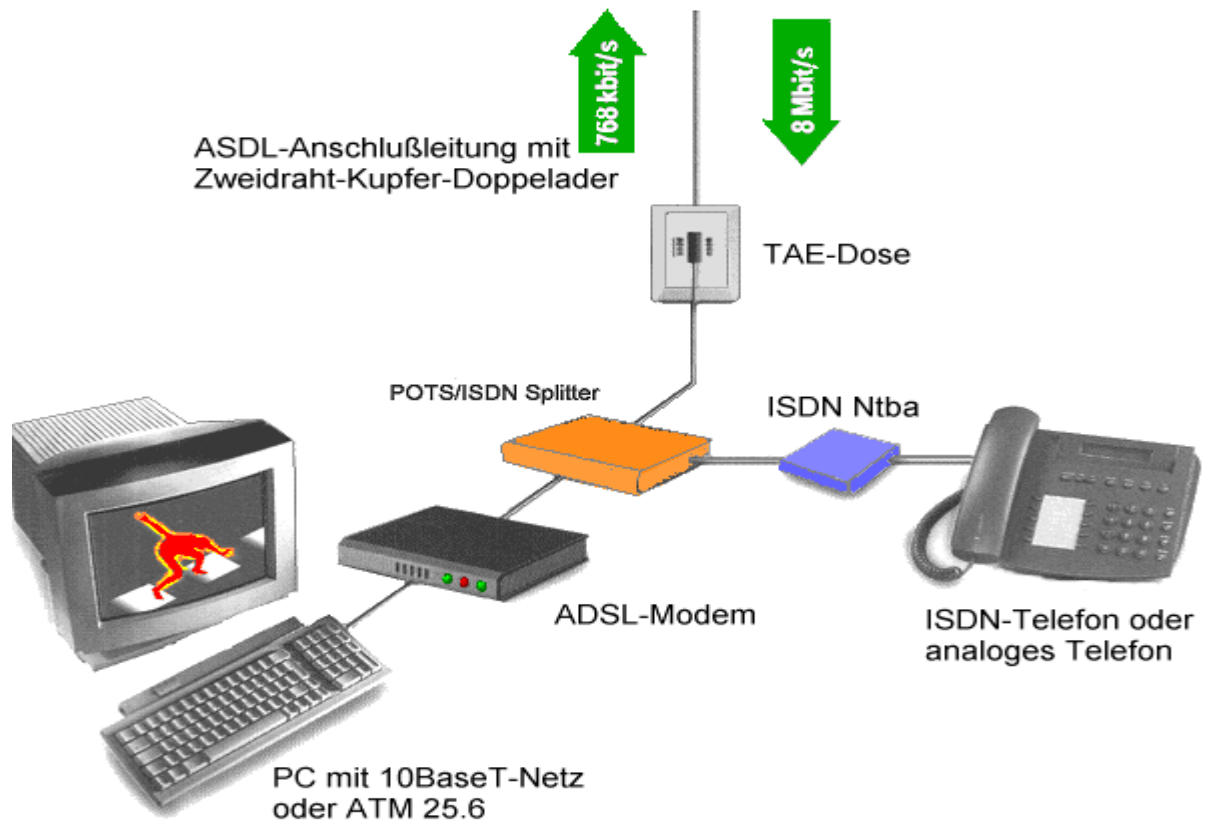 768 kbit/s
8 Mbit/s
ASDL-Anschlußleitung mit
Zweidraht-Kupfer-Doppelader
TAE-Dose
POTS/ISDN Splitter
ISDN Ntba
ADSL-Modem
ISDN-Telefon oder
analoges Telefon
PC mit 10BaseT-Netz
oder ATM 25.6